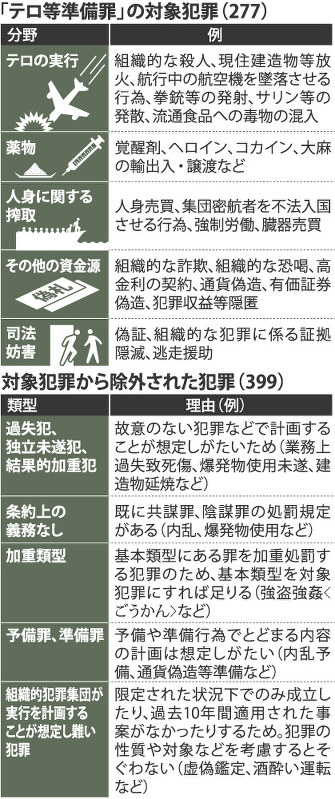 「テロ等準備罪」の対象犯罪(277)
分野
例
テロの実行
組織的な殺人、現住建造物等放
火、航行中の航空機を墜落させる
行為、拳銃等の発射、サリン等の
発散、流通食品への毒物の混入
薬物
覚醒剤、ヘロイン、コカイン、大麻
の輸出入・譲渡など
人身に関する
搾取
人身売買、集団密航者を不法入国
させる行為、強制労働、臓器売買
その他の資金源
偽札
組織的な詐欺、組織的な恐喝、高
金利の契約、通貨偽造、有価証券
偽造、犯罪収益等隠匿
司法
妨害
偽証、組織的な犯罪に係る証拠
隠滅、逃走援助
対象犯罪から除外された犯罪(399)
類型
理由(例)
過失犯、
独立未遂犯、
結果的加重犯
故意のない犯罪などで計画する
ことが想定しがたいため(業務上
過失致死傷、爆発物使用未遂、建
造物延焼など)
条約上の
義務なし
既に共謀罪、陰謀罪の処罰規定
がある(内乱、爆発物使用など)
加重類型
基本類型にある罪を加重処罰す
る犯罪のため、基本類型を対象
犯罪にすれば足りる(強盗強姦<
ごうかん>など)
予備罪、準備罪
予備や準備行為でとどまる内容
の計画は想定しがたい(内乱予
備、通貨偽造等準備など)
組織的犯罪集団が
実行を計画する
ことが想定し難い
犯罪
限定された状況下でのみ成立し
たり、過去10年間適用された事
案がなかったりするため。犯罪の
性質や対象などを考慮するとそ
ぐわない(虚偽鑑定、酒酔い運転
など)